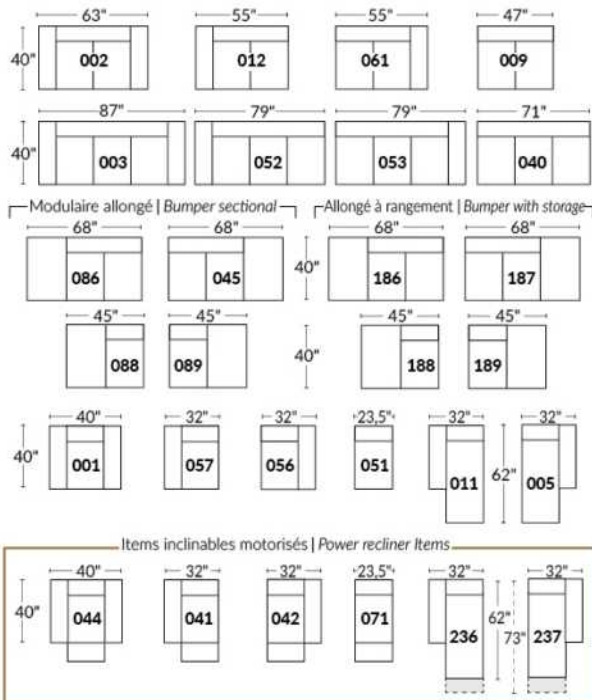 63" 55" 55" 47"
40" 002 012 061 009
87" 79" 79" 71"
40" 003 052 053 040
Modulaire allongé | Bumper sectional Allongé à rangement | Bumper with storage
68" 68" 68" 68"
086 045 40" 186 187
45" 45" 45" 45"
088 089 40" 188 189
40" 32" 32" 23,5" 32" 32"
40" 001 057 056 051 011 62" 005
Items inclinables motorisés | Power recliner Items
40" 32" 32" 23,5" 32" 32"
40" 044 041 042 071 236 62" 73" 237